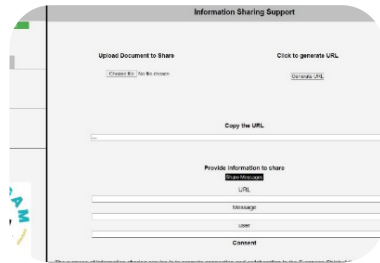 Information Sharing Support
Upload Document to Share
Click to generate URL
Choose file No file chosen
Generate URL
Copy the URL
Provide information to share
Share Messages
URL
Message
user
Consent